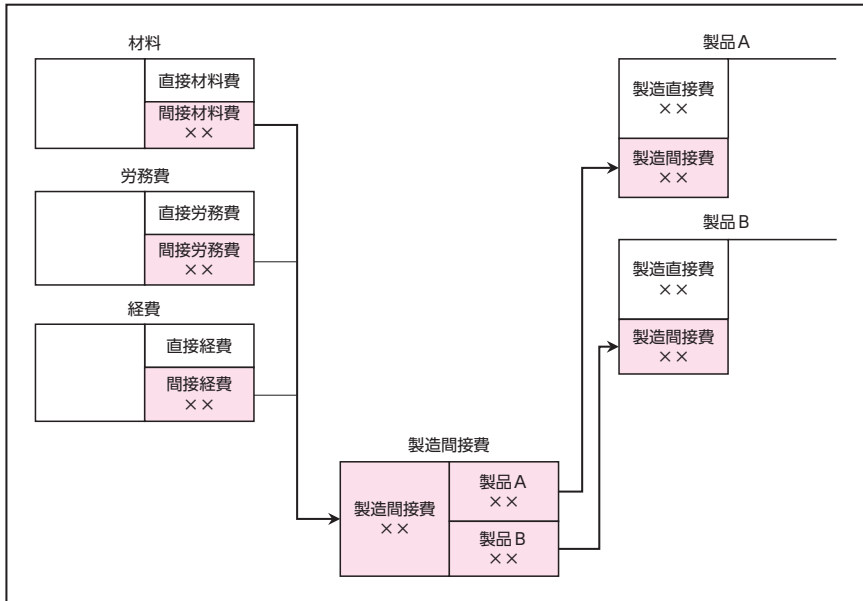 材料
直接材料費
間接材料費
××
労務費
直接労務費
間接労務費
××
経費
直接経費
間接経費
××
製造間接費
製造間接費
××
製品A
××
製品B
××
製品A
製造直接費
××
製造間接費
××
製品B
製造直接費
××
製造間接費
××